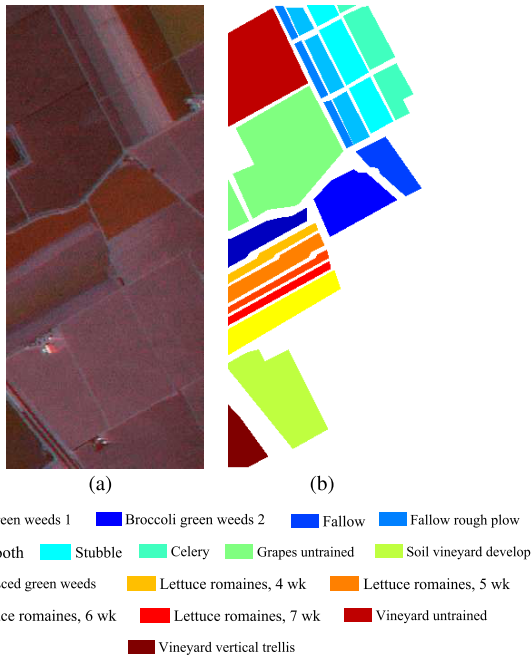 (a) (b)
green weeds 1 Broccoli green weeds 2 Fallow Fallow rough plow
ooth Stubble Celery Grapes untrained Soil vineyard develop
ced green weeds Lettuce romaines, 4 wk Lettuce romaines, 5 wk
ce romaines, 6 wk Lettuce romaines, 7 wk Vineyard untrained
Vineyard vertical trellis